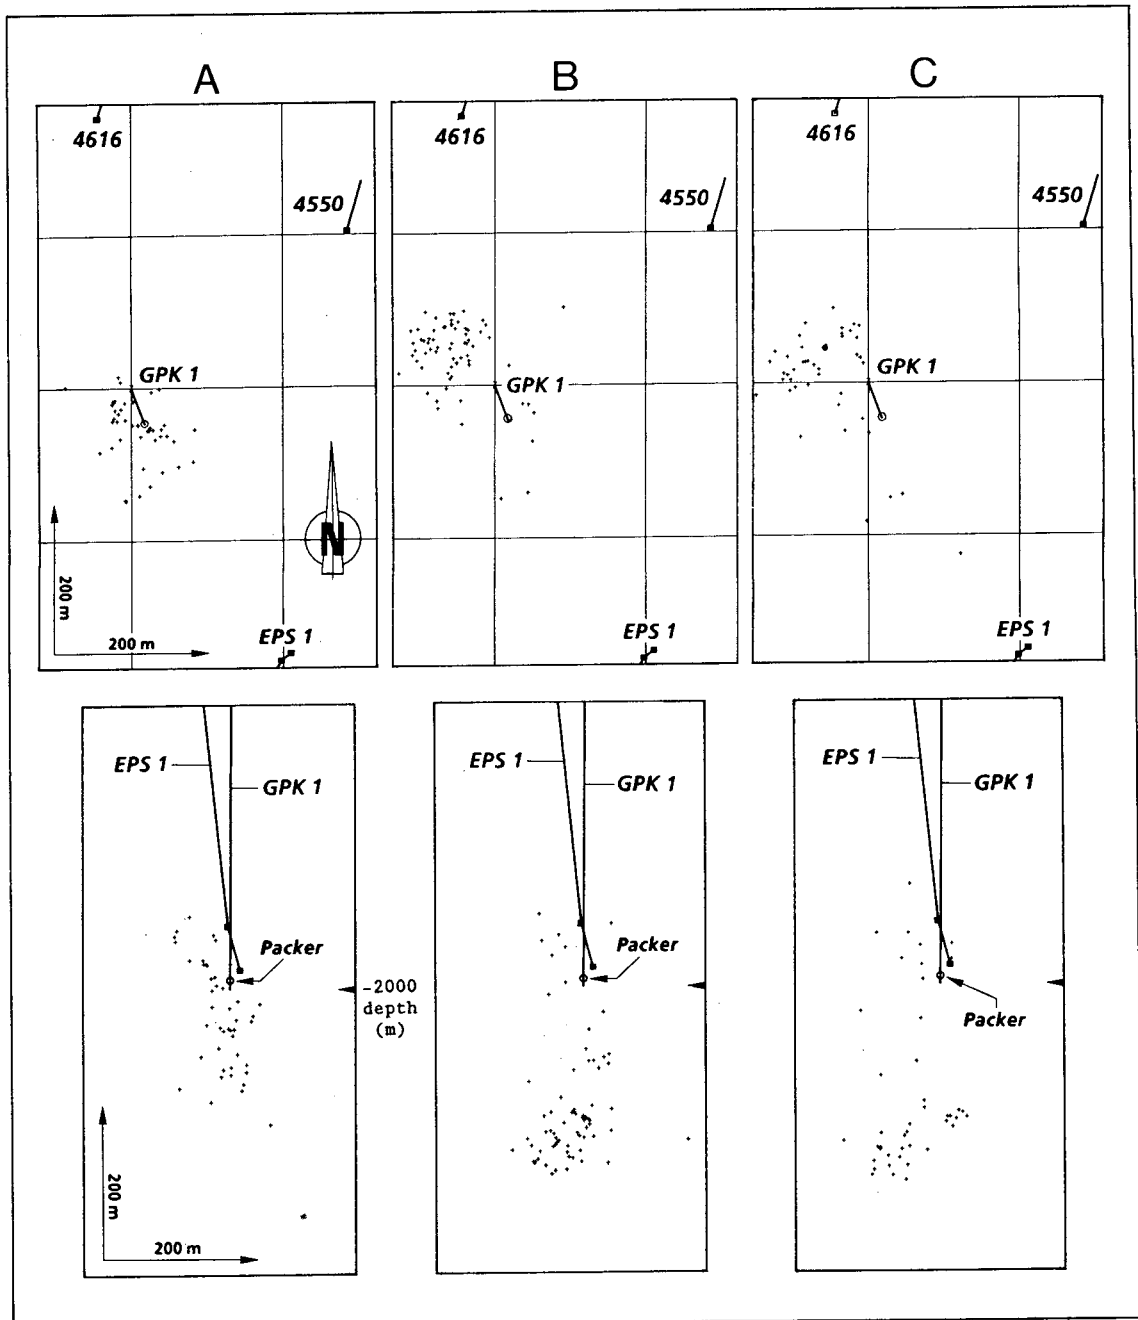 A B C
4616
4616
4616
4550
4550
4550
GPK 1
GPK 1
GPK 1
N
200 m
200 m
EPS 1
EPS 1
EPS 1
EPS 1
GPK 1
EPS 1
GPK 1
EPS 1
GPK 1
Packer
Packer
Packer
-2000
depth
(m)
200 m
200 m